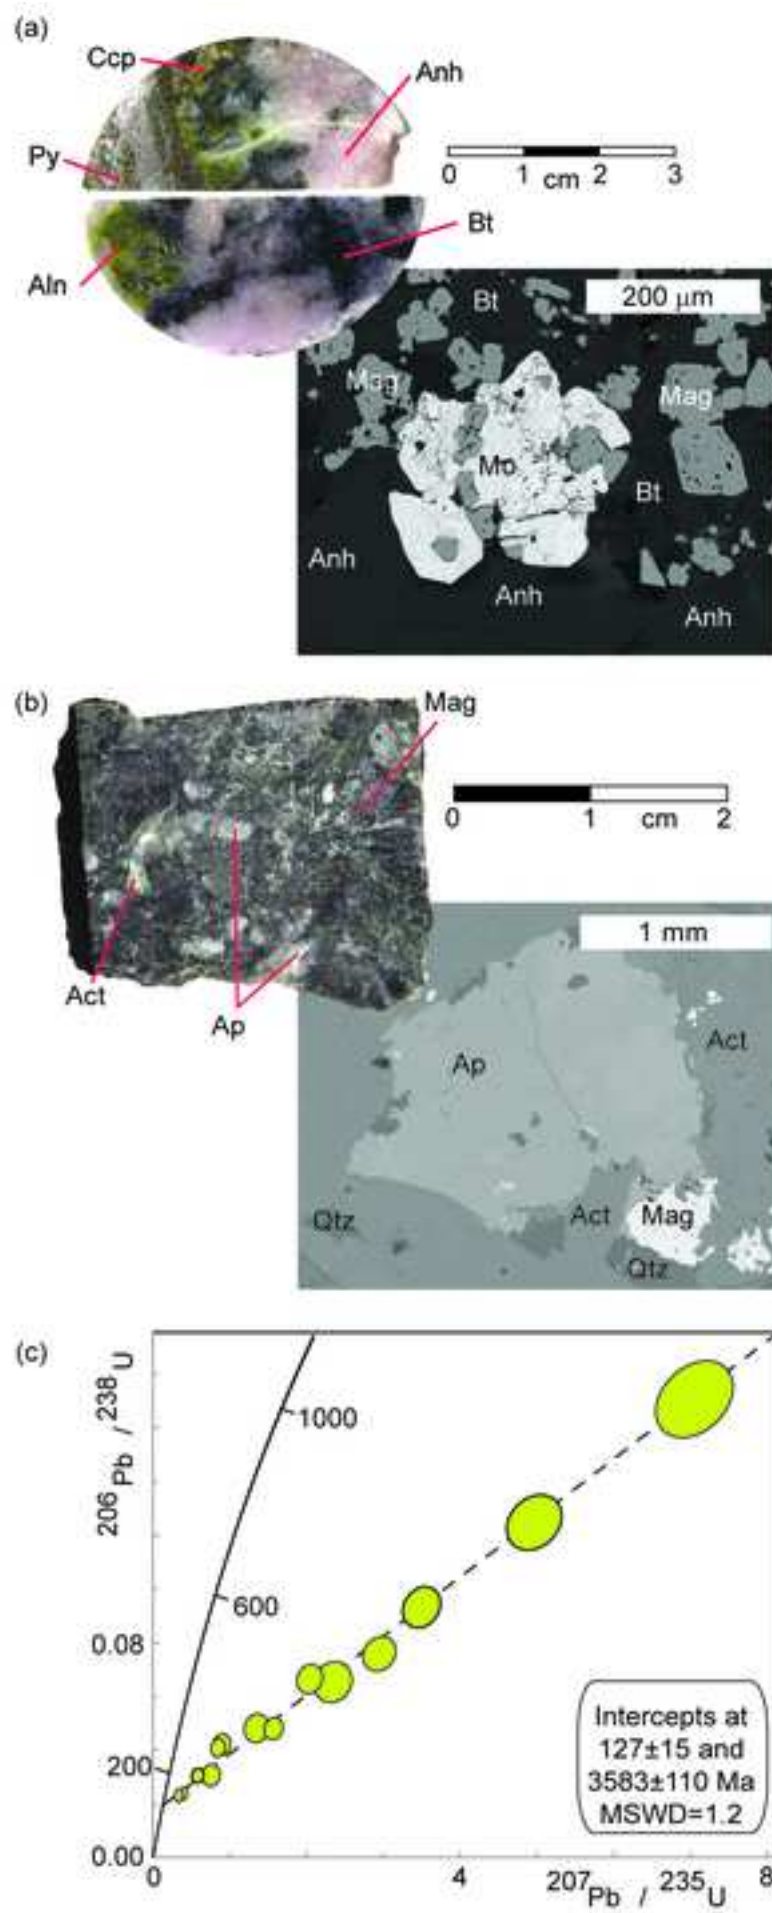 (a)
Ccp
Anh
Py
0 1 2 3
cm
Bt
Aln
200 µm
Bt
Mag
Mag
Mo
Bt
Anh
Anh
Anh
(b)
Mag
0 1 cm 2
1 mm
Act
Ap
Ap
Act
Qtz
Act
Mag
Qtz
(c)
206Pb / 238U
1000
600
0.08
200
0.00
Intercepts at
127±15 and
3583±110 Ma
MSWD=1.2
0 4 8
207Pb / 235U